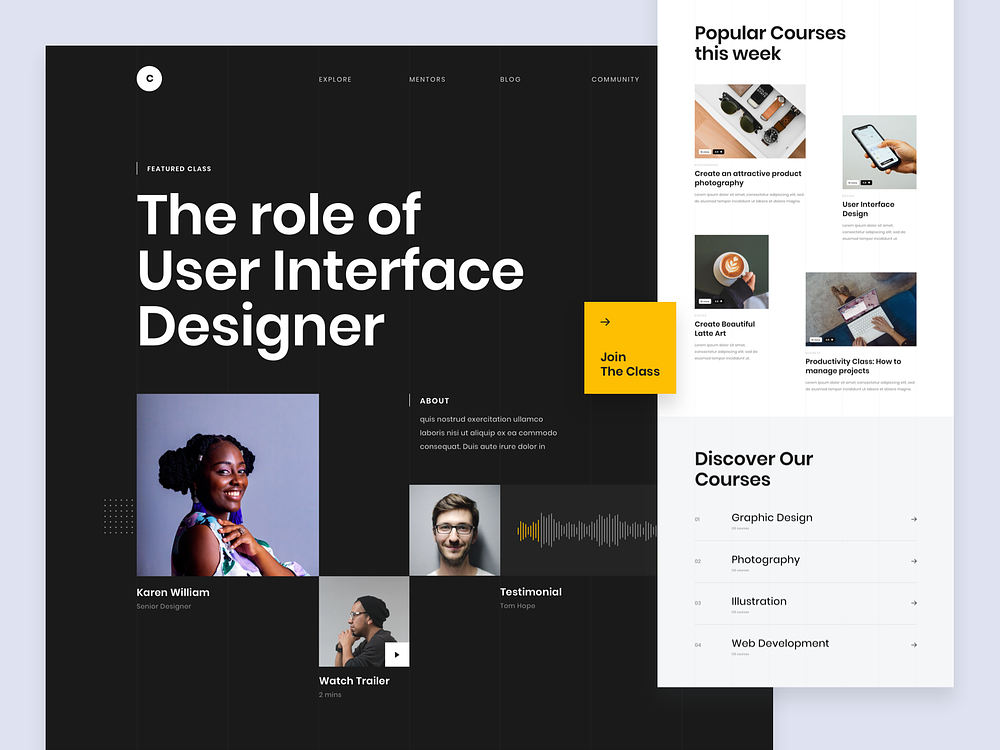 C
EXPLORE
MENTORS
BLOG
COMMUNITY
FEATURED CLASS
The role of
User Interface
Designer
Join
The Class
ABOUT
quis nostrud exercitation ullamco
laboris nisi ut aliquip ex ea commodo
consequat. Duis aute irure dolor in
Karen William
Senior Designer
Testimonial
Tom Hope
Watch Trailer
2 mins
Popular Courses
this week
Create an attractive product
photography
Lorem ipsum dolor sit amet, consectetur adipiscing elit, sed
do eiusmod tempor incididunt ut labore et dolore magna.
User Interface
Design
Lorem ipsum dolor sit amet,
consectetur adipiscing elit, sed do
eiusmod tempor incididunt ut.
Create Beautiful
Latte Art
Lorem ipsum dolor sit amet,
consectetur adipiscing elit, sed do
eiusmod tempor incididunt ut.
Productivity Class: How to
manage projects
Lorem ipsum dolor sit amet, consectetur adipiscing elit, sed
do eiusmod tempor incididunt ut labore et dolore magna.
Discover Our
Courses
01
Graphic Design
02
Photography
03
Illustration
04
Web Development